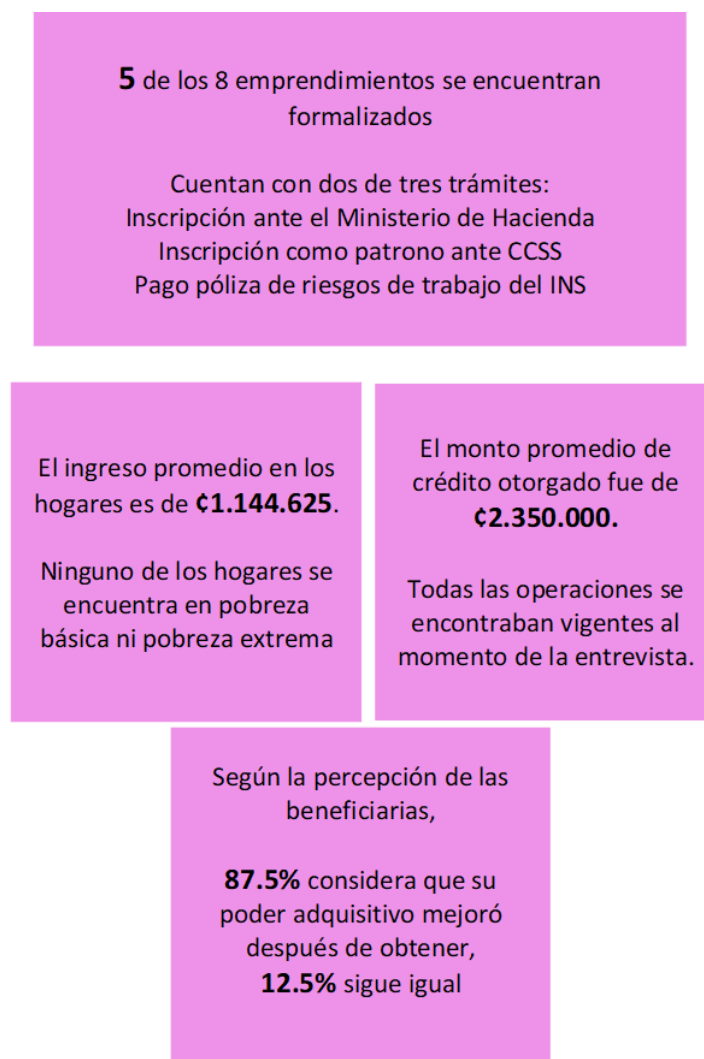 5 de los 8 emprendimientos se encuentran
formalizados
Cuentan con dos de tres trámites:
Inscripción ante el Ministerio de Hacienda
Inscripción como patrono ante CCSS
Pago póliza de riesgos de trabajo del INS
El ingreso promedio en los
hogares es de ¢1.144.625.
Ninguno de los hogares se
encuentra en pobreza
básica ni pobreza extrema
El monto promedio de
crédito otorgado fue de
¢2.350.000.
Todas las operaciones se
encontraban vigentes al
momento de la entrevista.
Según la percepción de las
beneficiarias,
87.5% considera que su
poder adquisitivo mejoró
después de obtener,
12.5% sigue igual